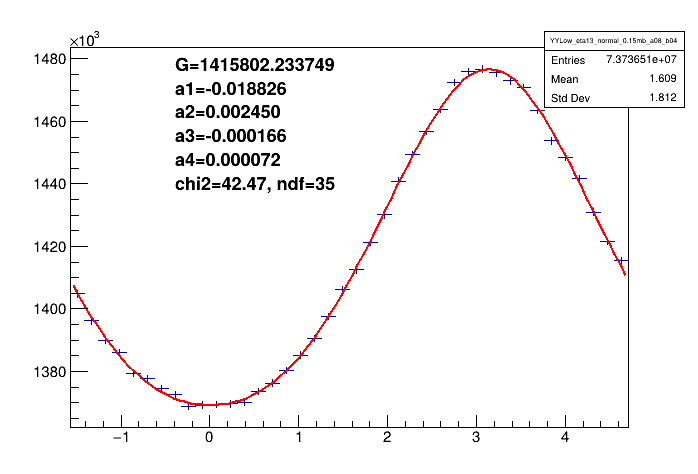 ×10³
1480
1460
1440
1420
1400
1380
−1 0 1 2 3 4
G=1415802.233749
a1=-0.018826
a2=0.002450
a3=-0.000166
a4=0.000072
chi2=42.47, ndf=35
YYLow_eta13_normal_0.15mb_a08_b04
Entries 7.373651e+07
Mean 1.609
Std Dev 1.812